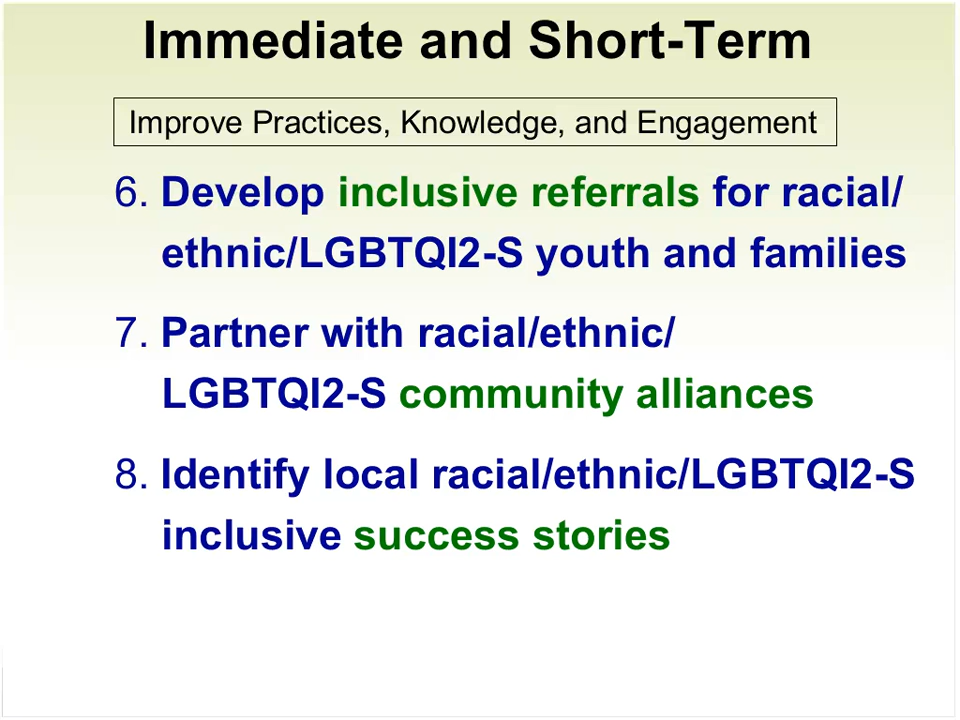 Immediate and Short-Term
Improve Practices, Knowledge, and Engagement
6. Develop inclusive referrals for racial/
ethnic/LGBTQI2-S youth and families
7. Partner with racial/ethnic/
LGBTQI2-S community alliances
8. Identify local racial/ethnic/LGBTQI2-S
inclusive success stories